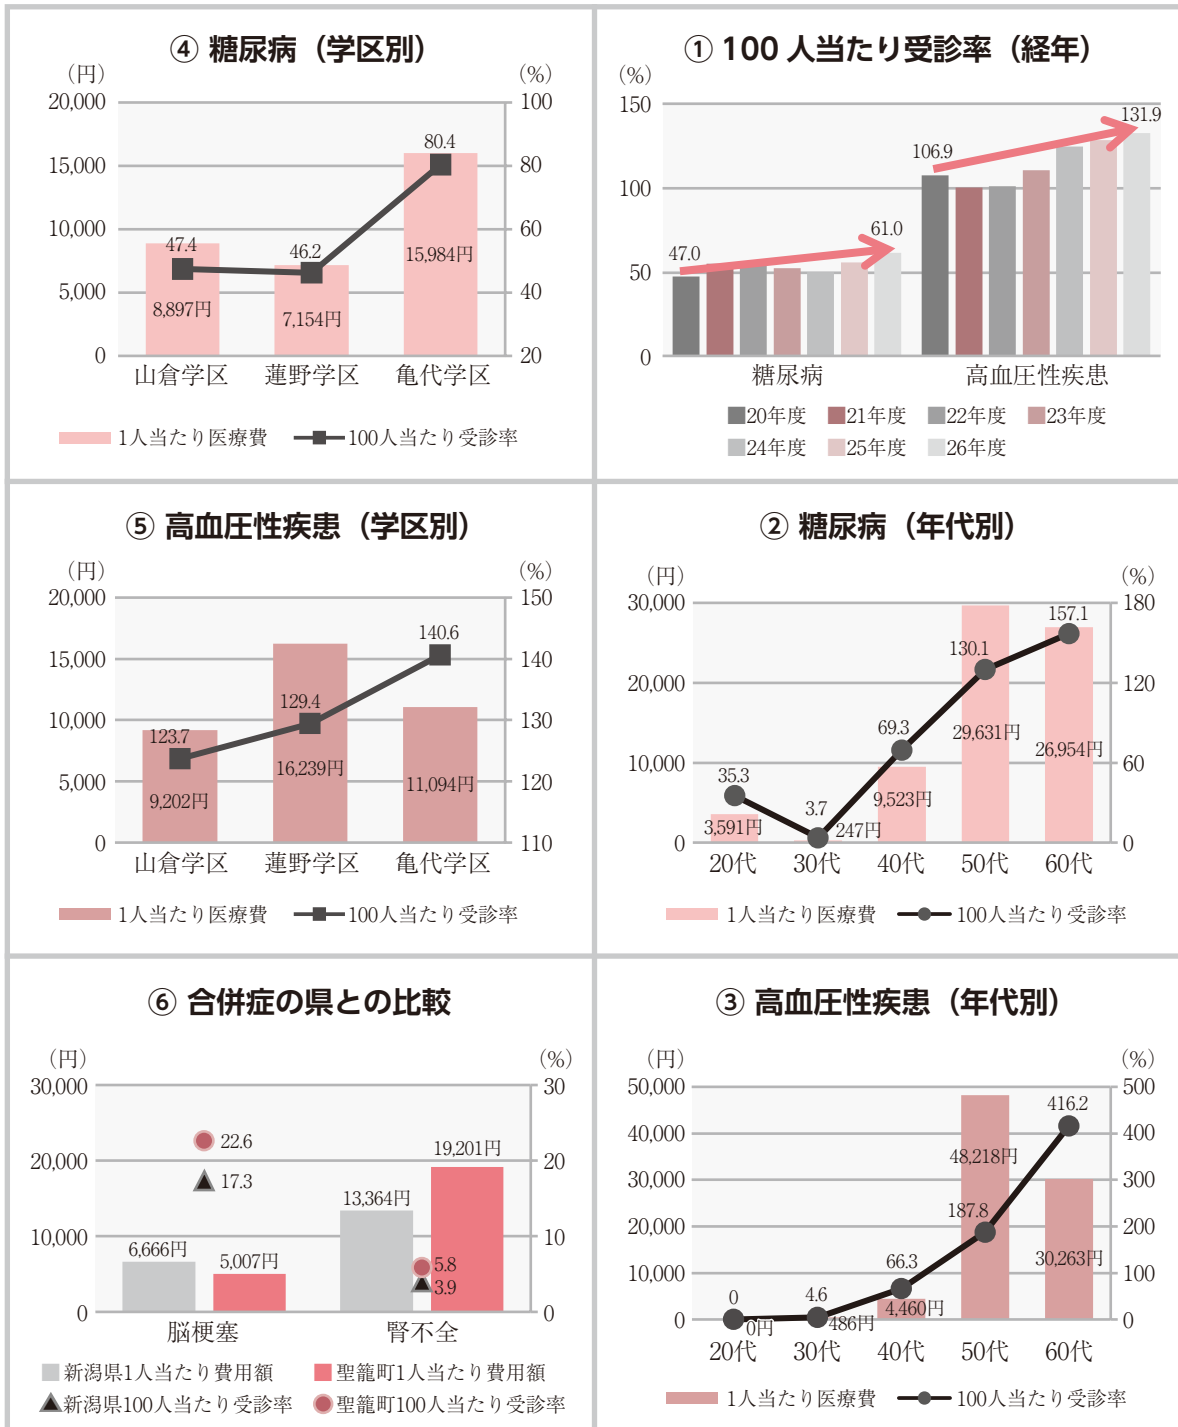 ④ 糖尿病（学区別）
（円）
（%）
20,000
15,000
10,000
5,000
0
100
80
60
40
20
47.4
46.2
80.4
8,897円
7,154円
15,984円
山倉学区
蓮野学区
亀代学区
1人当たり医療費
100人当たり受診率
① 100 人当たり受診率（経年）
（%）
150
100
50
0
47.0
61.0
106.9
131.9
糖尿病
高血圧性疾患
20年度
21年度
22年度
23年度
24年度
25年度
26年度
⑤ 高血圧性疾患（学区別）
（円）
（%）
20,000
15,000
10,000
5,000
0
150
140
130
120
110
123.7
129.4
140.6
9,202円
16,239円
11,094円
山倉学区
蓮野学区
亀代学区
1人当たり医療費
100人当たり受診率
② 糖尿病（年代別）
（円）
（%）
30,000
20,000
10,000
0
180
120
60
0
35.3
3.7
69.3
130.1
157.1
3,591円
247円
9,523円
29,631円
26,954円
20代
30代
40代
50代
60代
1人当たり医療費
100人当たり受診率
⑥ 合併症の県との比較
（円）
（%）
30,000
20,000
10,000
0
30
20
10
0
22.6
17.3
6,666円
5,007円
13,364円
19,201円
5.8
3.9
脳梗塞
腎不全
新潟県1人当たり費用額
聖籠町1人当たり費用額
新潟県100人当たり受診率
聖籠町100人当たり受診率
③ 高血圧性疾患（年代別）
（円）
（%）
50,000
40,000
30,000
20,000
10,000
0
500
400
300
200
100
0
0
4.6
66.3
187.8
416.2
0円
486円
4,460円
48,218円
30,263円
20代
30代
40代
50代
60代
1人当たり医療費
100人当たり受診率